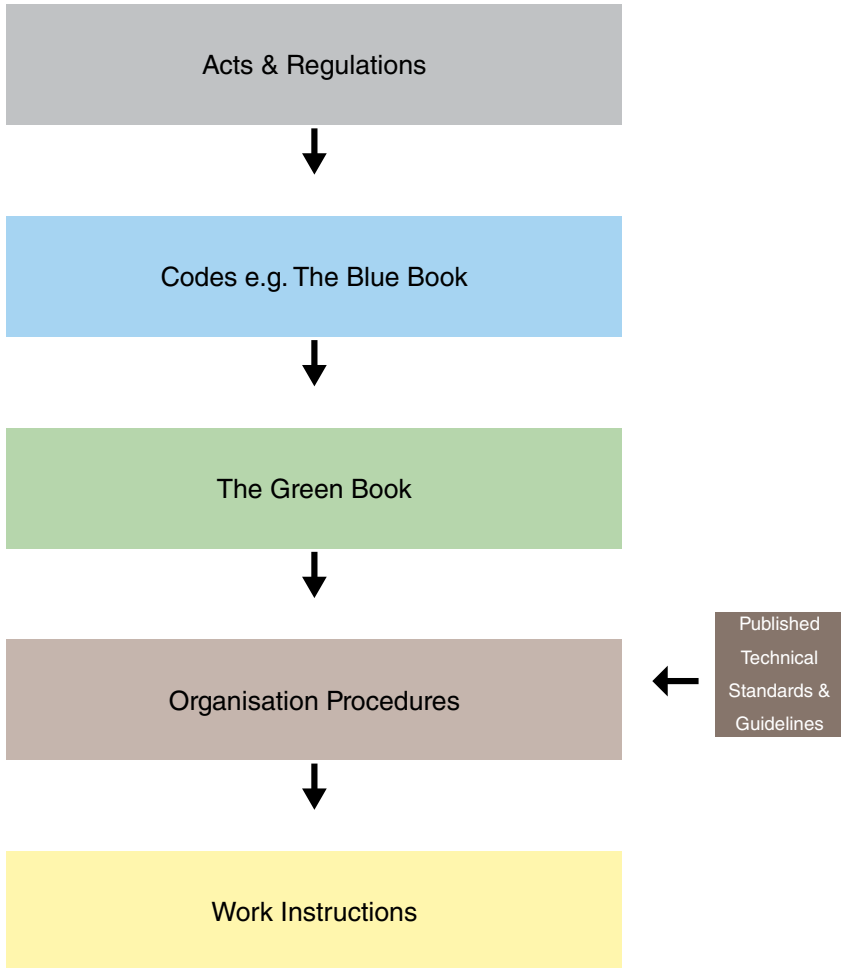 Acts & Regulations
Codes e.g. The Blue Book
The Green Book
Organisation Procedures
Published
Technical
Standards &
Guidelines
Work Instructions